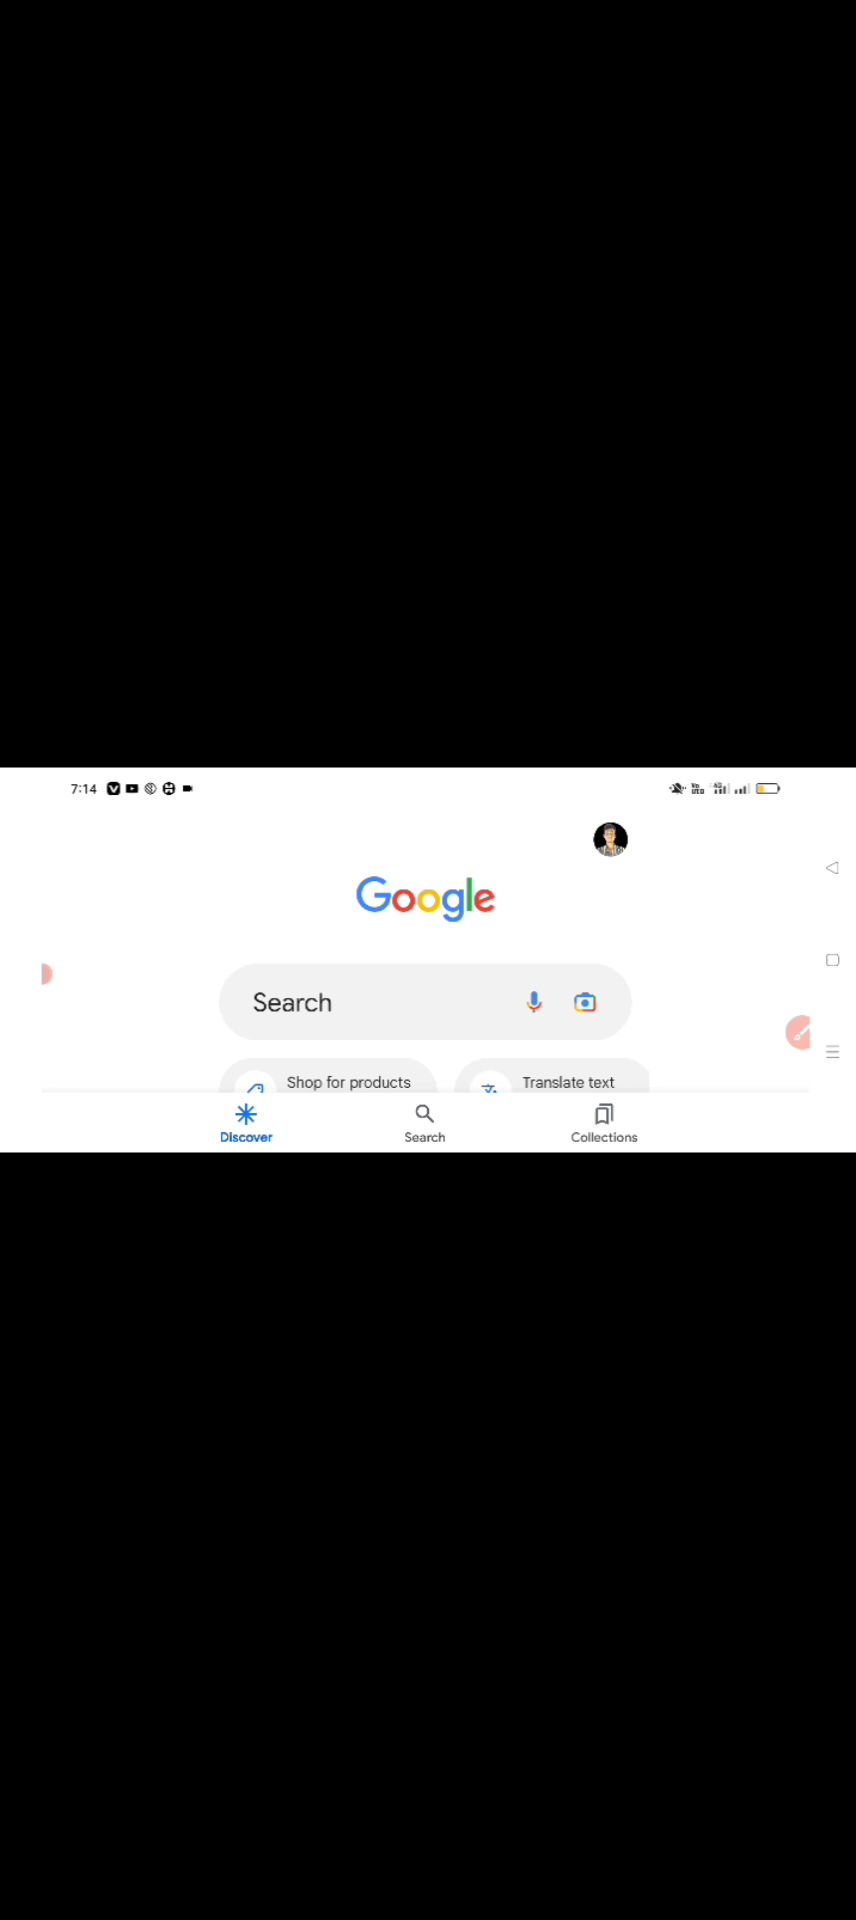 7:14
Google
Search
Shop for products
Translate text
Discover
Search
Collections